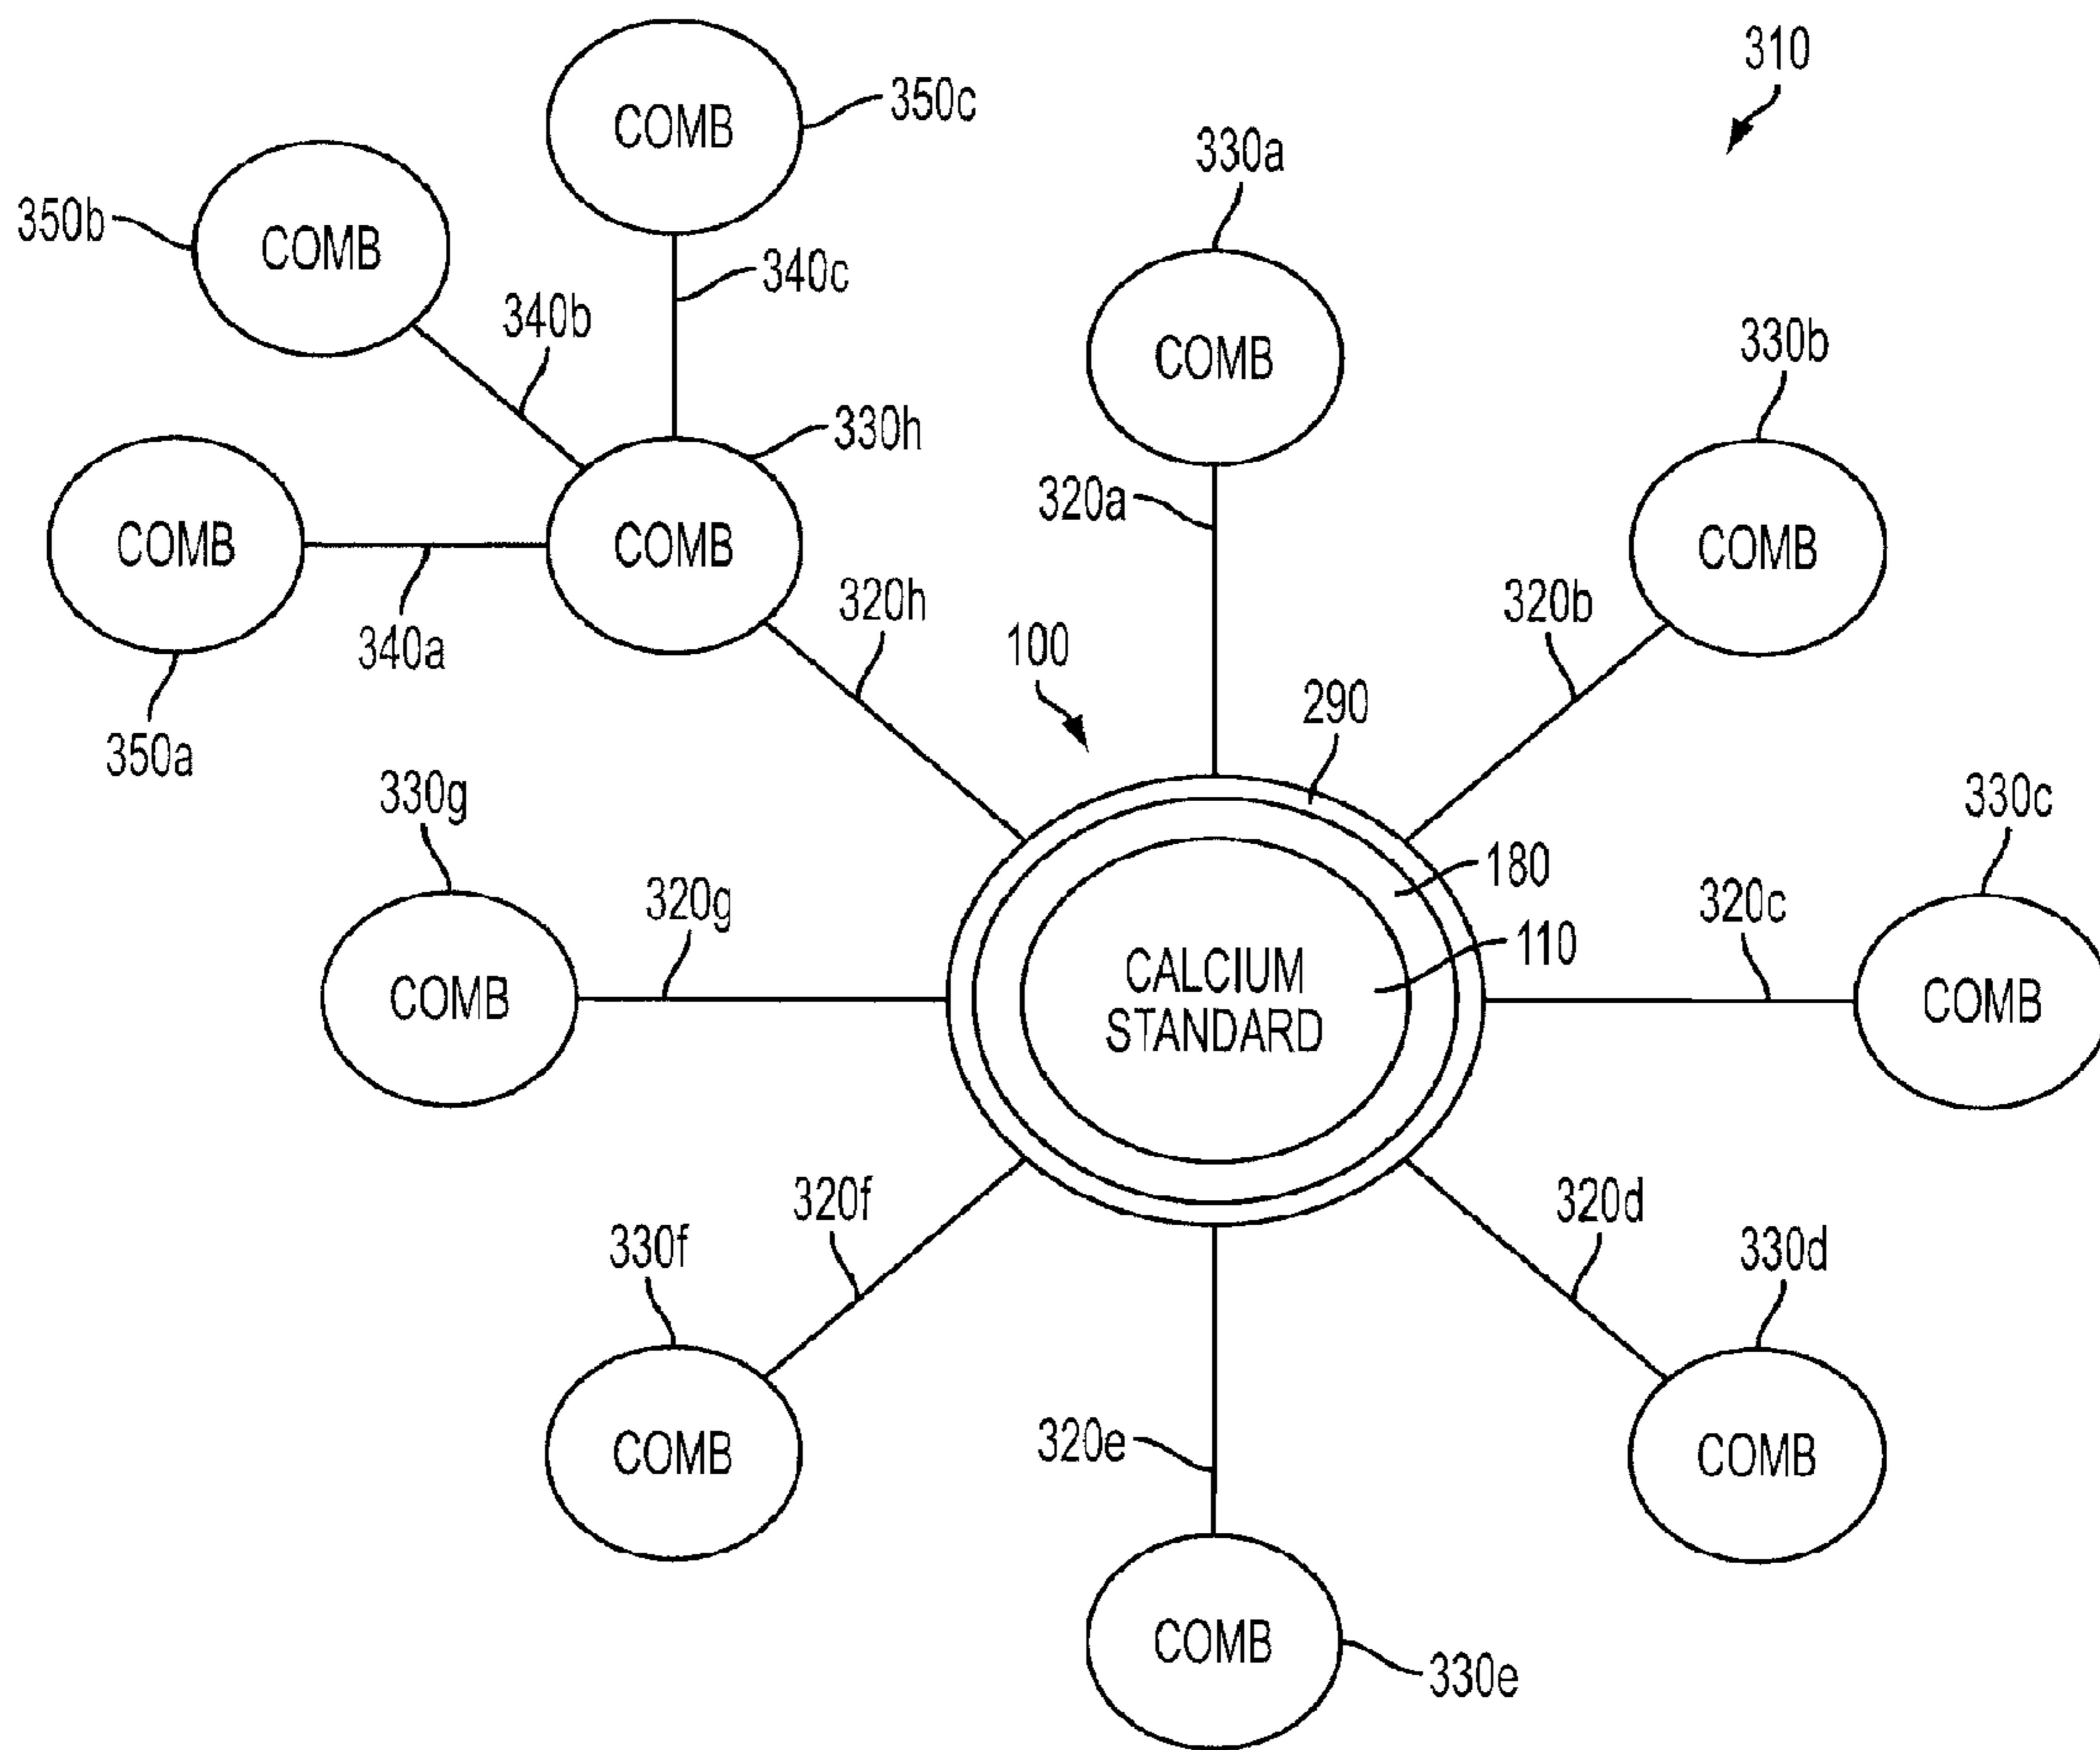 310
COMB
350c
330a
350b
COMB
340c
COMB
330b
340b
330h
320a
COMB
COMB
COMB
320h
320b
340a
100
290
350a
330g
330c
180
320g
320c
110
COMB
CALCIUM
STANDARD
COMB
320f
320d
330f
330d
320e
COMB
COMB
COMB
330e